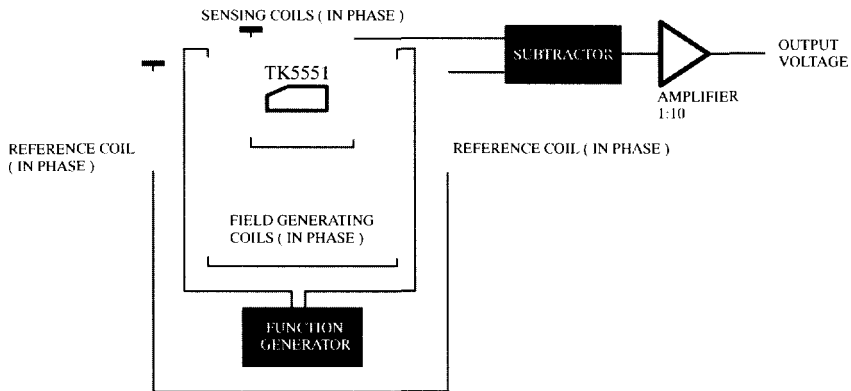 SENSING COILS ( IN PHASE )
SUBTRACTOR
OUTPUT
VOLTAGE
TK5551
AMPLIFIER
1:10
REFERENCE COIL
( IN PHASE )
REFERENCE COIL ( IN PHASE )
FIELD GENERATING
COILS ( IN PHASE )
FUNCTION
GENERATOR